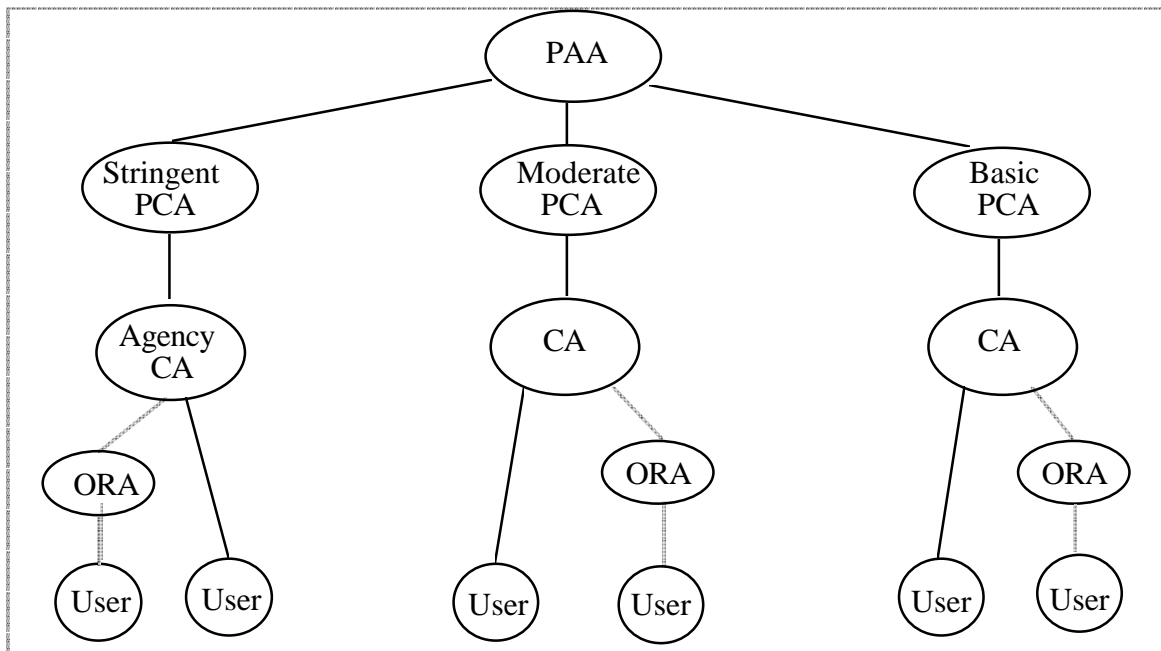 PAA
Stringent
PCA
Moderate
PCA
Basic
PCA
Agency
CA
CA
CA
ORA
ORA
ORA
User
User
User
User
User
User